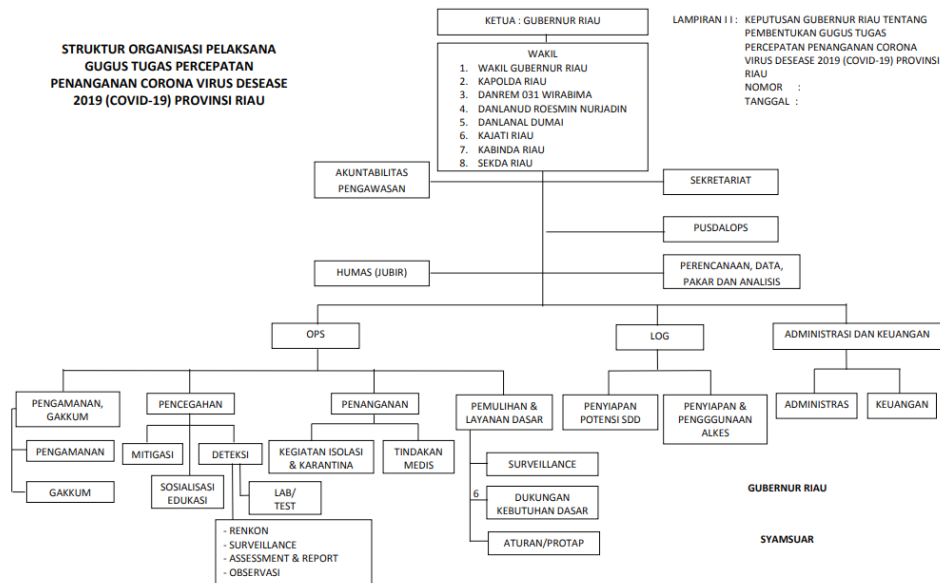 STRUKTUR ORGANISASI PELAKSANA
GUGUS TUGAS PERCEPATAN
PENANGANAN CORONA VIRUS DESEASE
2019 (COVID-19) PROVINSI RIAU
KETUA : GUBERNUR RIAU
WAKIL
1. WAKIL GUBERNUR RIAU
2. KAPOLDA RIAU
3. DANREM 031 WIRABIMA
4. DANLANUD ROESMIN NURJADIN
5. DANLANAL DUMAI
6. KAJATI RIAU
7. KABINDA RIAU
8. SEKDA RIAU
LAMPIRAN I I : KEPUTUSAN GUBERNUR RIAU TENTANG
PEMBENTUKAN GUGUS TUGAS
PERCEPATAN PENANGANAN CORONA
VIRUS DESEASE 2019 (COVID-19) PROVINSI
RIAU
NOMOR :
TANGGAL :
AKUNTABILITAS
PENGAWASAN
SEKRETARIAT
PUSDALOPS
HUMAS (JUBIR)
PERENCANAAN, DATA,
PAKAR DAN ANALISIS
OPS
LOG
ADMINISTRASI DAN KEUANGAN
PENGAMANAN,
GAKKUM
PENCEGAHAN
PENANGANAN
PEMULIHAN &
LAYANAN DASAR
PENYIAPAN
POTENSI SDD
PENYIAPAN &
PENGGGUNAAN
ALKES
ADMINISTRAS
KEUANGAN
PENGAMANAN
GAKKUM
MITIGASI
DETEKSI
SOSIALISASI
EDUKASI
LAB/
TEST
KEGIATAN ISOLASI
& KARANTINA
TINDAKAN
MEDIS
SURVEILLANCE
6
DUKUNGAN
KEBUTUHAN DASAR
ATURAN/PROTAP
- RENKON
- SURVEILLANCE
- ASSESSMENT & REPORT
- OBSERVASI
GUBERNUR RIAU
SYAMSUAR